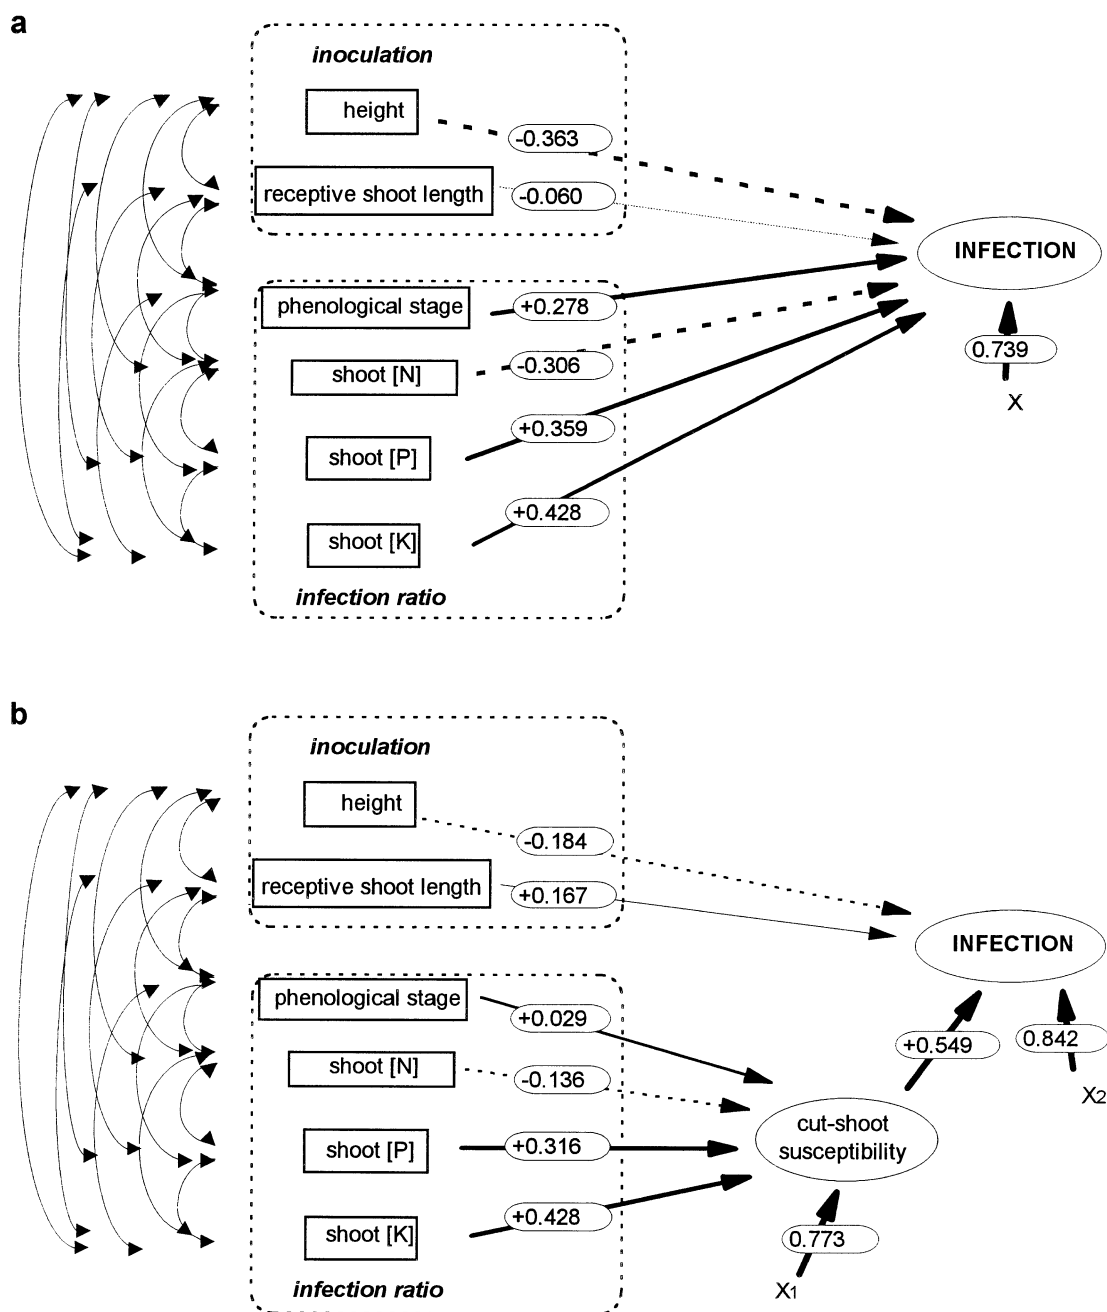 a
inoculation
height
-0.363
receptive shoot length
-0.060
INFECTION
phenological stage
+0.278
shoot [N]
-0.306
0.739
X
shoot [P]
+0.359
shoot [K]
+0.428
infection ratio
b
inoculation
height
-0.184
receptive shoot length
+0.167
INFECTION
phenological stage
+0.029
+0.549
0.842
shoot [N]
-0.136
X2
cut-shoot
susceptibility
shoot [P]
+0.316
shoot [K]
+0.428
0.773
X1
infection ratio